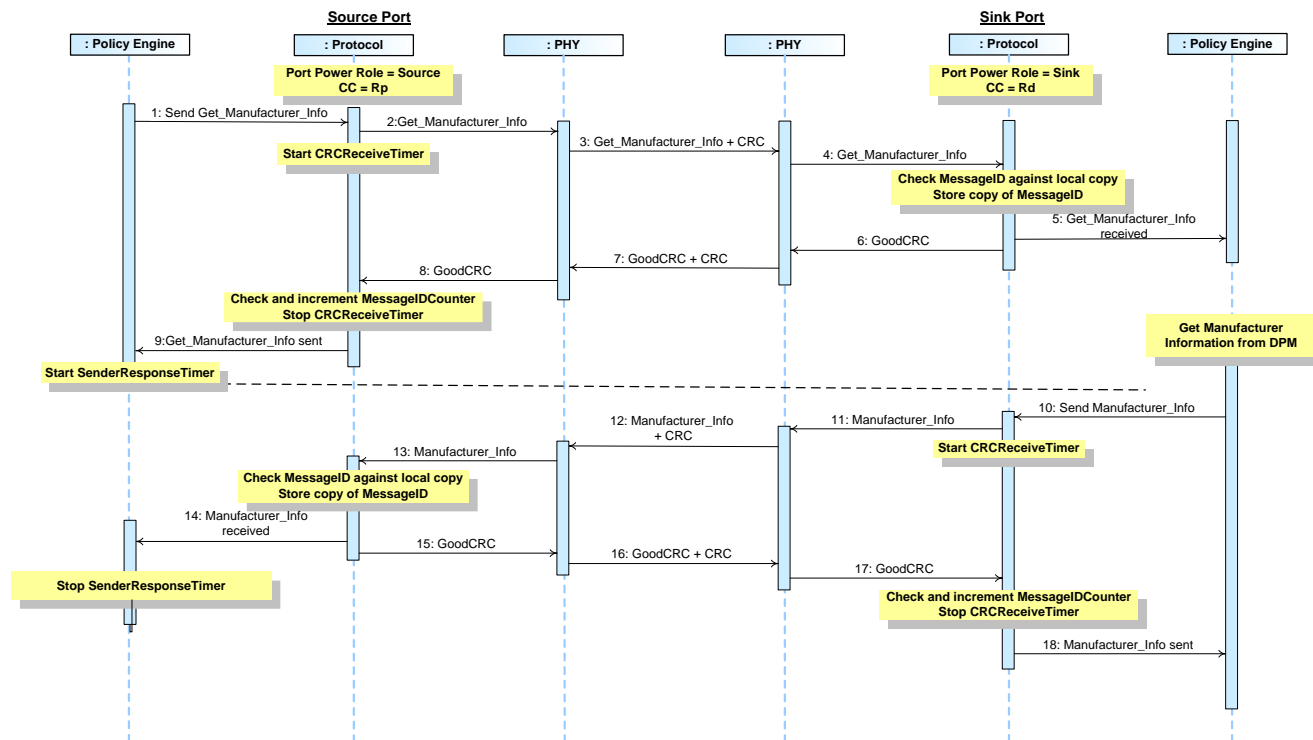 Source Port
Sink Port
: Policy Engine
: Protocol
: PHY
: PHY
: Protocol
: Policy Engine
Port Power Role = Source
CC = Rp
Port Power Role = Sink
CC = Rd
1: Send Get_Manufacturer_Info
2:Get_Manufacturer_Info
Start CRCReceiveTimer
3: Get_Manufacturer_Info + CRC
4: Get_Manufacturer_Info
Check MessageID against local copy
Store copy of MessageID
5: Get_Manufacturer_Info
received
6: GoodCRC
7: GoodCRC + CRC
8: GoodCRC
Check and increment MessageIDCounter
Stop CRCReceiveTimer
9:Get_Manufacturer_Info sent
Start SenderResponseTimer
Get Manufacturer
Information from DPM
10: Send Manufacturer_Info
11: Manufacturer_Info
Start CRCReceiveTimer
12: Manufacturer_Info
+ CRC
13: Manufacturer_Info
Check MessageID against local copy
Store copy of MessageID
14: Manufacturer_Info
received
15: GoodCRC
16: GoodCRC + CRC
17: GoodCRC
Stop SenderResponseTimer
Check and increment MessageIDCounter
Stop CRCReceiveTimer
18: Manufacturer_Info sent